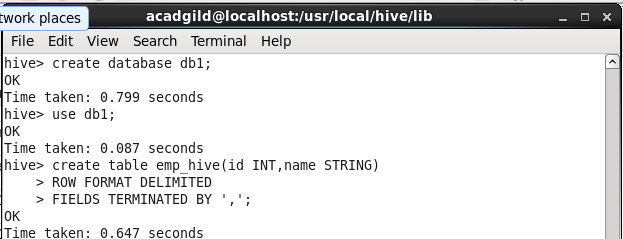 twork places
acadgild@localhost:/usr/local/hive/lib
File Edit View Search Terminal Help
hive> create database db1;
OK
Time taken: 0.799 seconds
hive> use db1;
OK
Time taken: 0.087 seconds
hive> create table emp_hive(id INT,name STRING)
    > ROW FORMAT DELIMITED
    > FIELDS TERMINATED BY ',';
OK
Time taken: 0.647 seconds